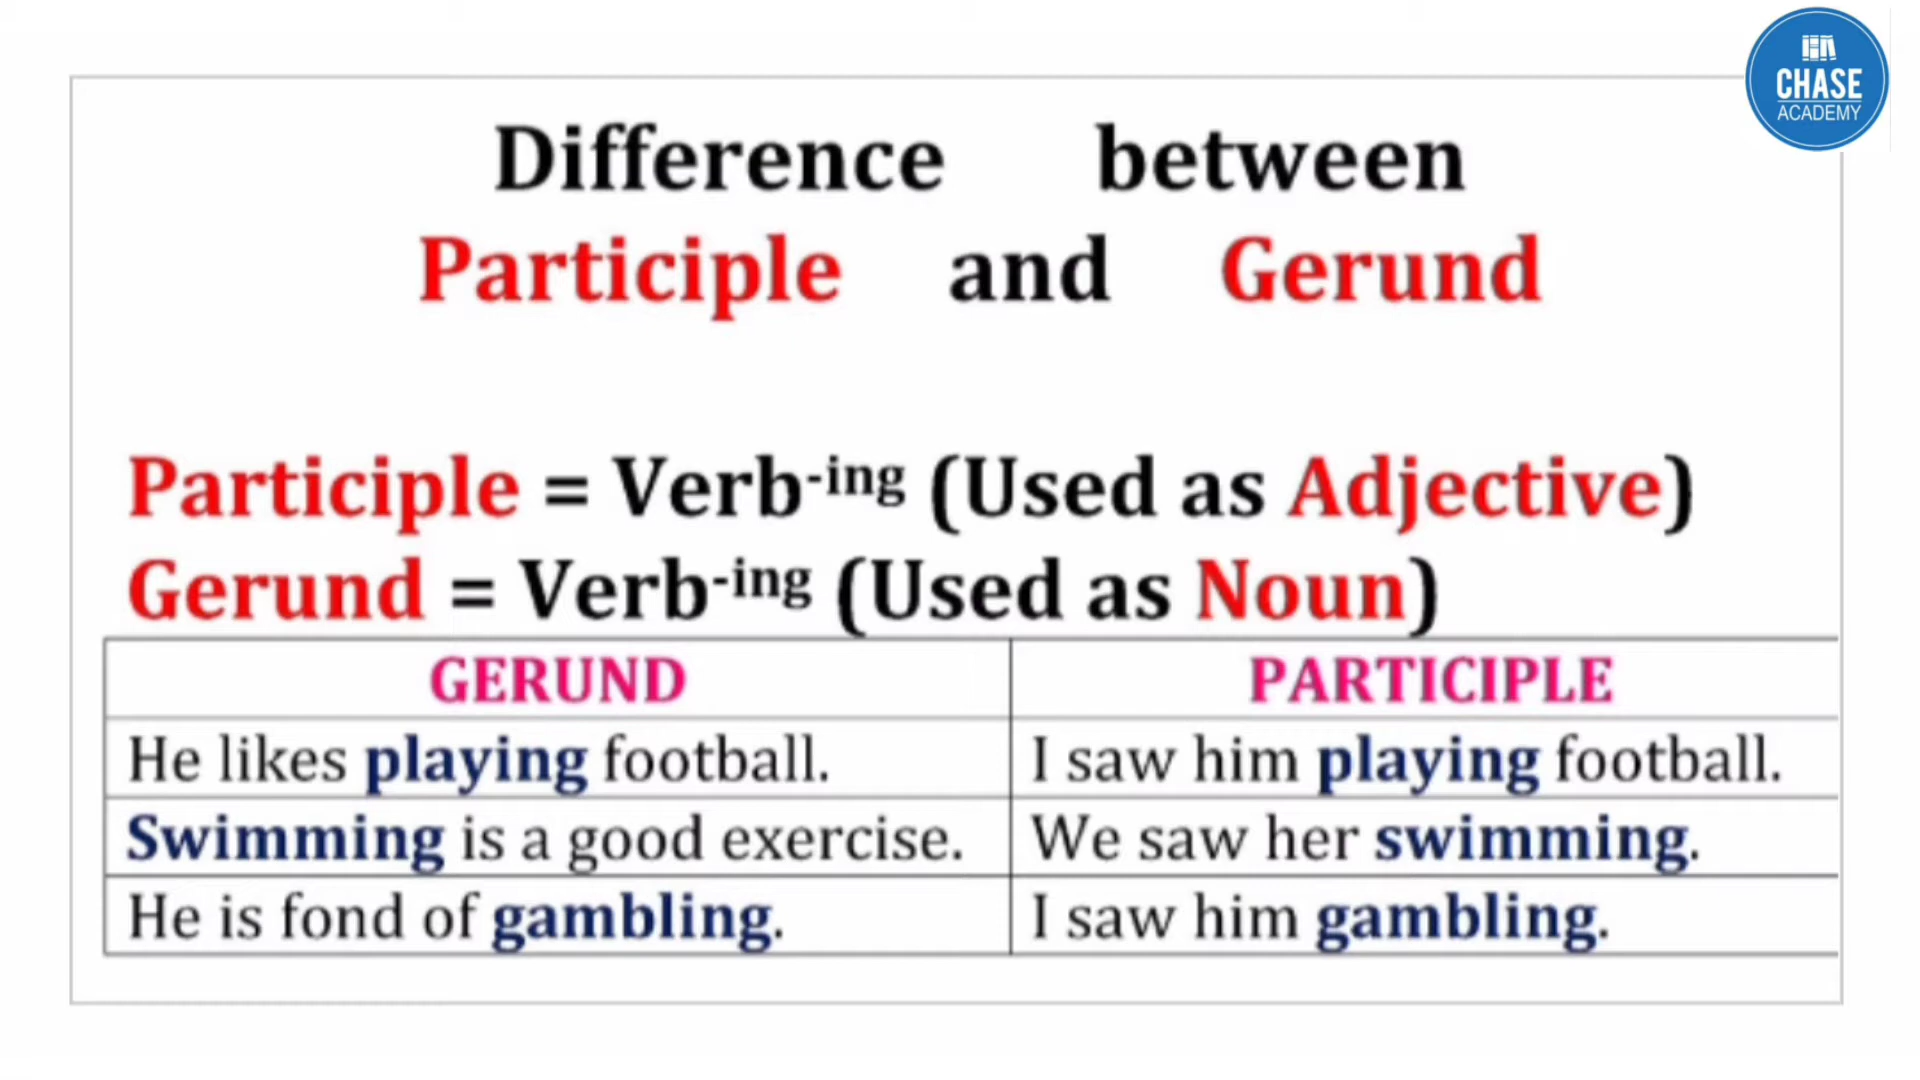 CHASE
ACADEMY
Difference between
Participle and Gerund
Participle = Verb-ing (Used as Adjective)
Gerund = Verb-ing (Used as Noun)
GERUND PARTICIPLE
He likes playing football. I saw him playing football.
Swimming is a good exercise. We saw her swimming.
He is fond of gambling. I saw him gambling.